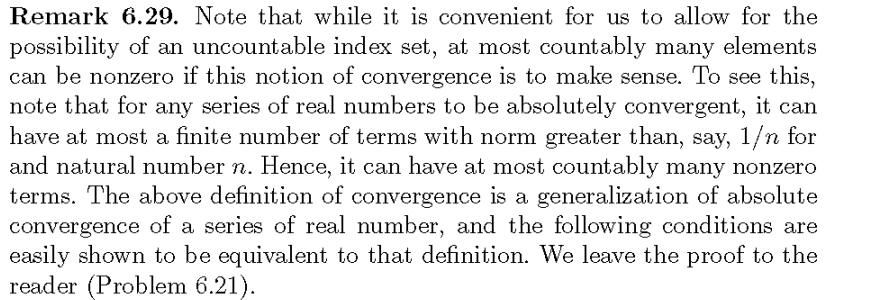 Remark 6.29. Note that while it is convenient for us to allow for the
possibility of an uncountable index set, at most countably many elements
can be nonzero if this notion of convergence is to make sense. To see this,
note that for any series of real numbers to be absolutely convergent, it can
have at most a finite number of terms with norm greater than, say, 1/n for
and natural number n. Hence, it can have at most countably many nonzero
terms. The above definition of convergence is a generalization of absolute
convergence of a series of real number, and the following conditions are
easily shown to be equivalent to that definition. We leave the proof to the
reader (Problem 6.21).